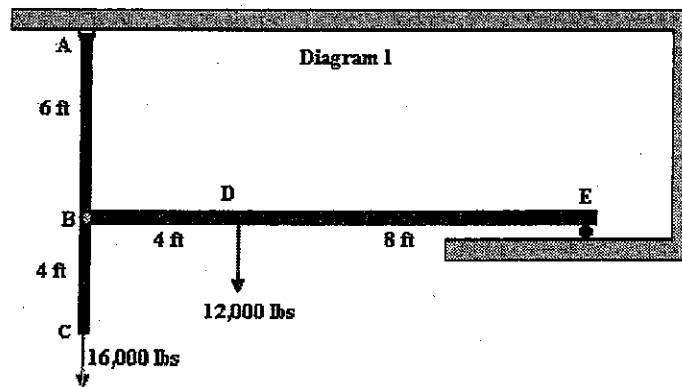 A
Diagram 1
6 ft
D
E
B
4 ft
8 ft
4 ft
12,000 lbs
C
16,000 lbs